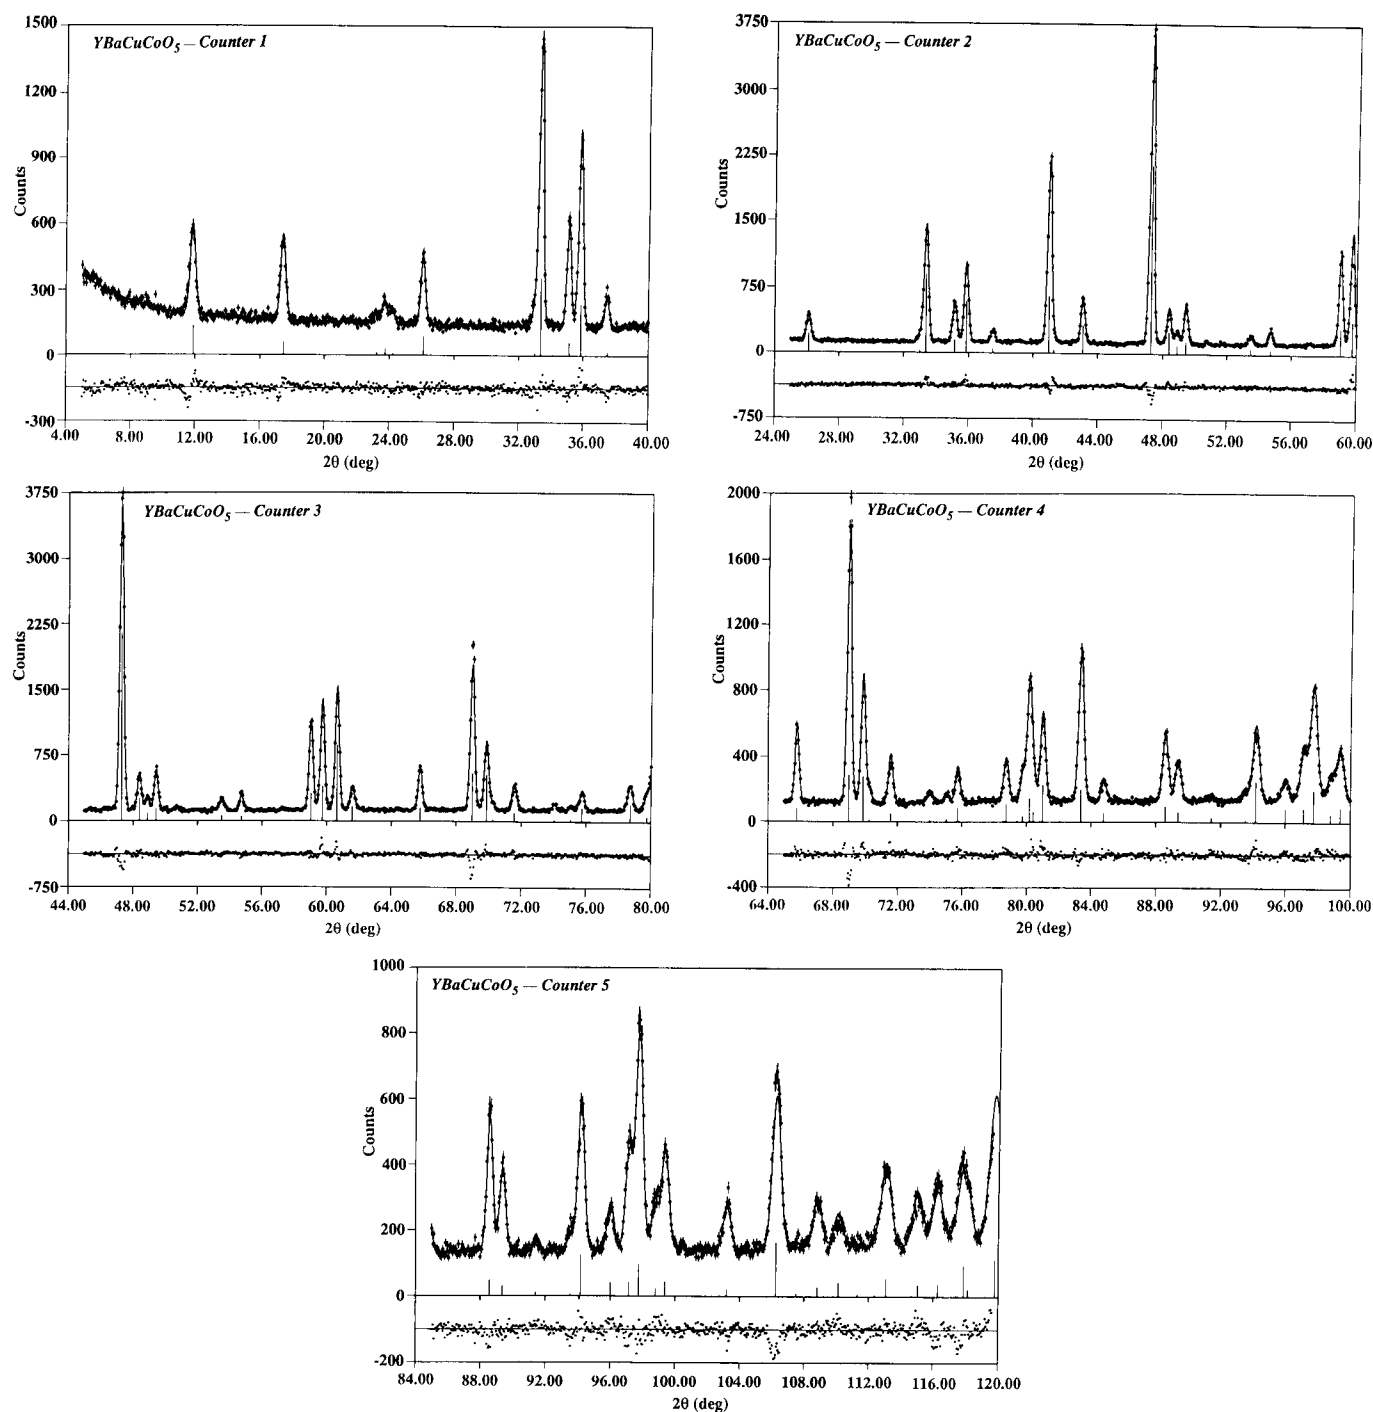 YBaCuCoO5 — Counter 1
1500
1200
900
600
300
0
-300
Counts
4.00 8.00 12.00 16.00 20.00 24.00 28.00 32.00 36.00 40.00
2θ (deg)
YBaCuCoO5 — Counter 2
3750
3000
2250
1500
750
0
-750
Counts
24.00 28.00 32.00 36.00 40.00 44.00 48.00 52.00 56.00 60.00
2θ (deg)
YBaCuCoO5 — Counter 3
3750
3000
2250
1500
750
0
-750
Counts
44.00 48.00 52.00 56.00 60.00 64.00 68.00 72.00 76.00 80.00
2θ (deg)
YBaCuCoO5 — Counter 4
2000
1600
1200
800
400
0
-400
Counts
64.00 68.00 72.00 76.00 80.00 84.00 88.00 92.00 96.00 100.00
2θ (deg)
YBaCuCoO5 — Counter 5
1000
800
600
400
200
0
-200
Counts
84.00 88.00 92.00 96.00 100.00 104.00 108.00 112.00 116.00 120.00
2θ (deg)